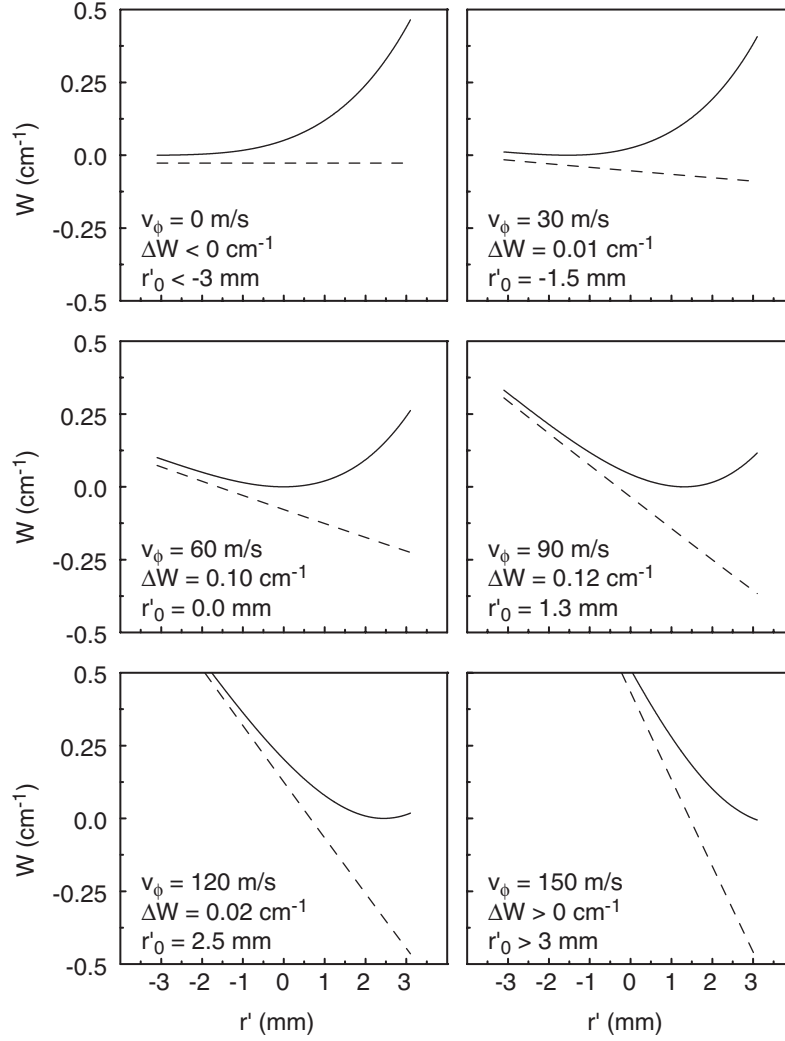 0.5
0.25
0.0
-0.25
-0.5
W (cm⁻¹)
vϕ = 0 m/s
ΔW < 0 cm⁻¹
r'₀ < -3 mm
vϕ = 30 m/s
ΔW = 0.01 cm⁻¹
r'₀ = -1.5 mm
0.5
0.25
0.0
-0.25
-0.5
W (cm⁻¹)
vϕ = 60 m/s
ΔW = 0.10 cm⁻¹
r'₀ = 0.0 mm
vϕ = 90 m/s
ΔW = 0.12 cm⁻¹
r'₀ = 1.3 mm
0.5
0.25
0.0
-0.25
-0.5
W (cm⁻¹)
vϕ = 120 m/s
ΔW = 0.02 cm⁻¹
r'₀ = 2.5 mm
vϕ = 150 m/s
ΔW > 0 cm⁻¹
r'₀ > 3 mm
-3 -2 -1 0 1 2 3
-3 -2 -1 0 1 2 3
r' (mm)
r' (mm)